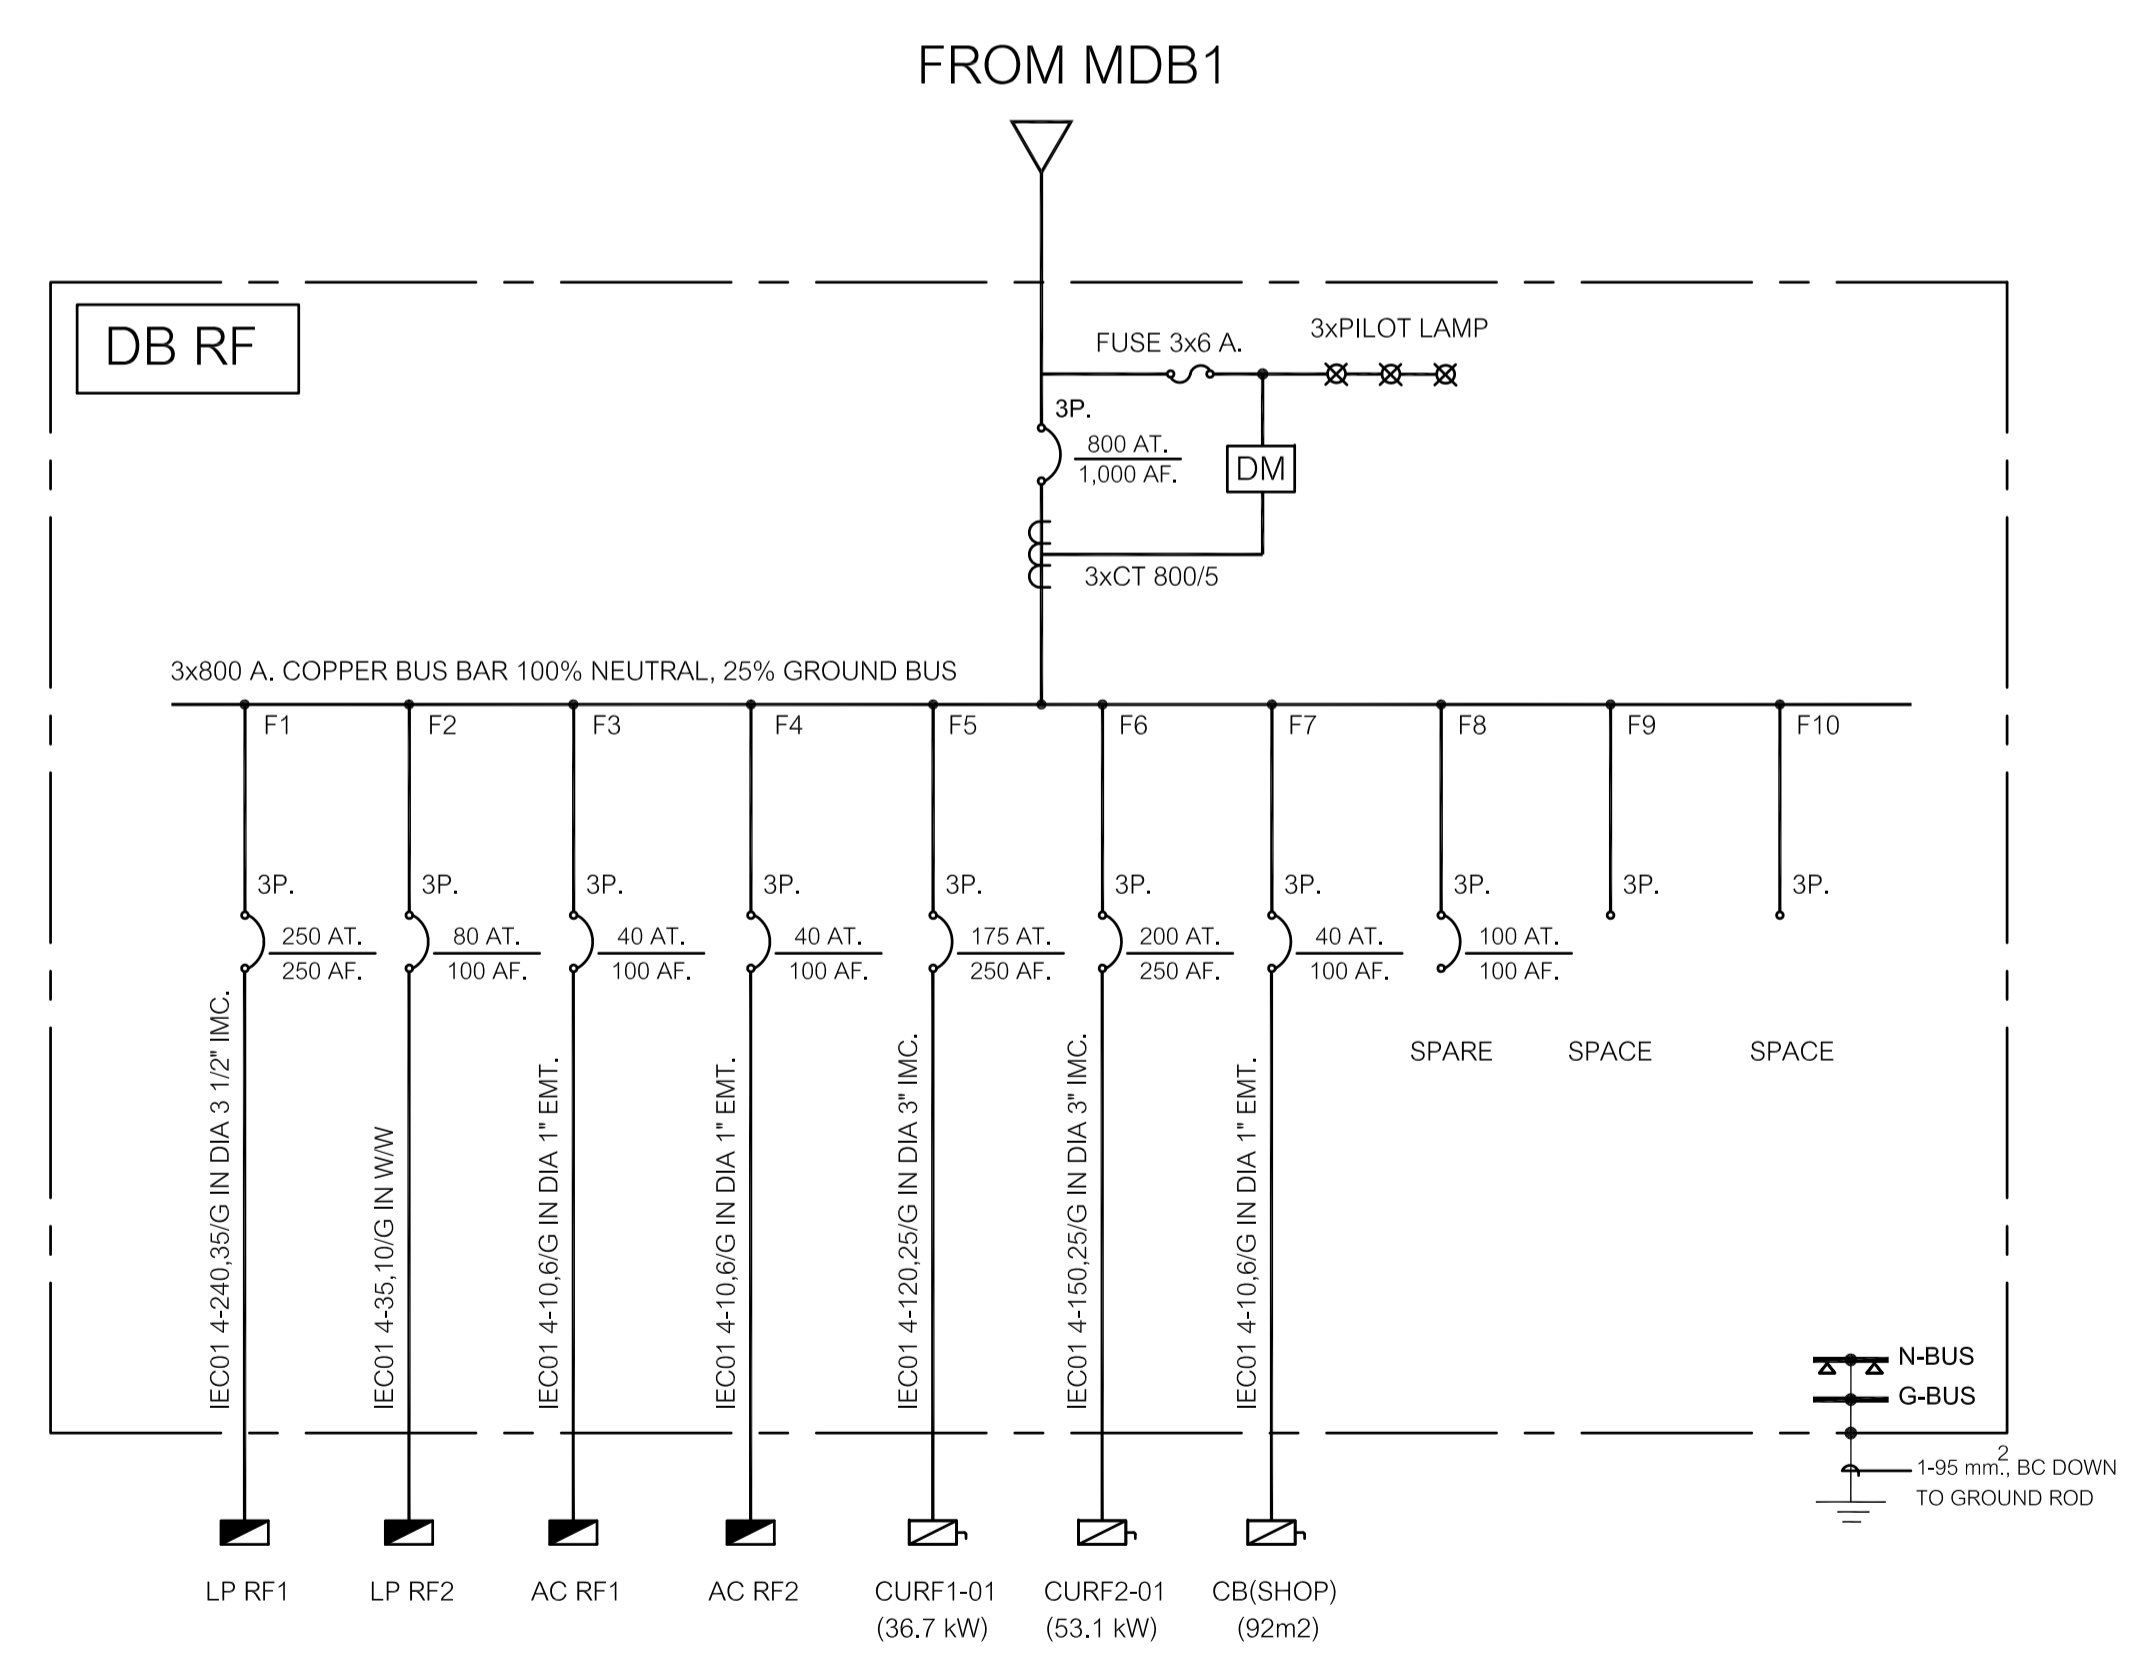 FROM MDB1
DB RF
FUSE 3x6 A.
3xPILOT LAMP
3P.
800 AT.
1,000 AF.
DM
3xCT 800/5
3x800 A. COPPER BUS BAR 100% NEUTRAL, 25% GROUND BUS
F1
F2
F3
F4
F5
F6
F7
F8
F9
F10
3P.
3P.
3P.
3P.
3P.
3P.
3P.
3P.
3P.
3P.
250 AT.
250 AF.
80 AT.
100 AF.
40 AT.
100 AF.
40 AT.
100 AF.
175 AT.
250 AF.
200 AT.
250 AF.
40 AT.
100 AF.
100 AT.
100 AF.
SPARE
SPACE
SPACE
IEC01 4-240,35/G IN DIA 3 1/2" IMC.
IEC01 4-35,10/G IN W/W
IEC01 4-10,6/G IN DIA 1" EMT.
IEC01 4-10,6/G IN DIA 1" EMT.
IEC01 4-120,25/G IN DIA 3" IMC.
IEC01 4-150,25/G IN DIA 3" IMC.
IEC01 4-10,6/G IN DIA 1" EMT.
N-BUS
G-BUS
1-95 mm.², BC DOWN
TO GROUND ROD
LP RF1
LP RF2
AC RF1
AC RF2
CURF1-01
(36.7 kW)
CURF2-01
(53.1 kW)
CB(SHOP)
(92m2)